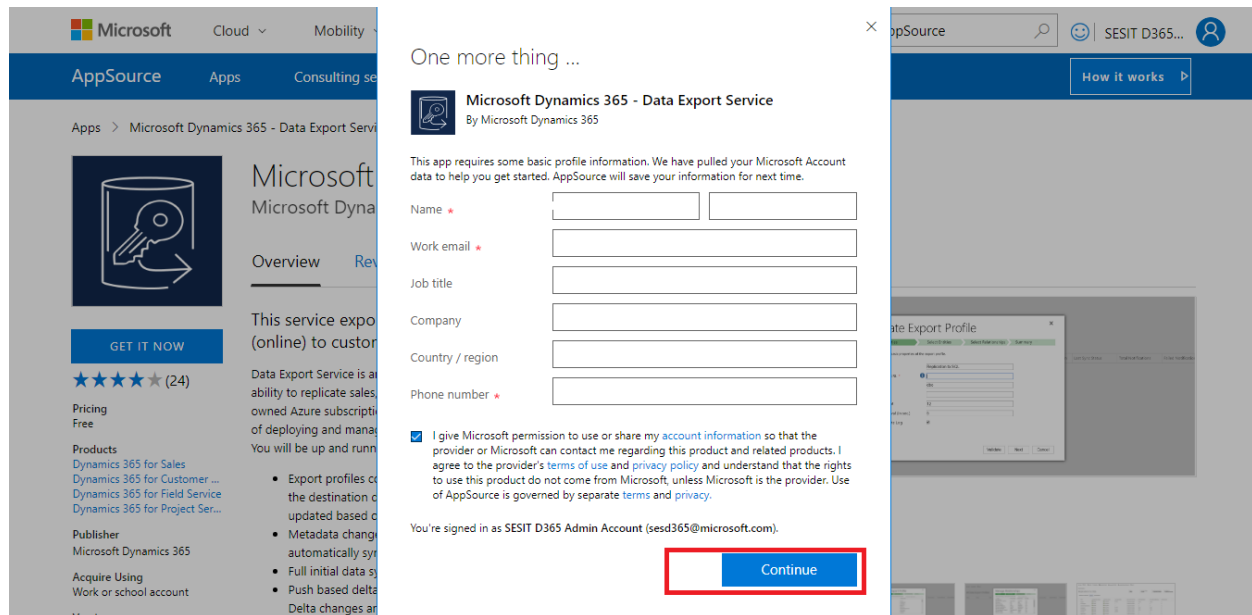 Microsoft
Cloud
Mobility
ppSource
SESIT D365...
AppSource
Apps
Consulting se
How it works
Apps > Microsoft Dynamics 365 - Data Export Servi
Microsoft
Microsoft Dyna
Overview
Rev
This service expo
(online) to custor
Data Export Service is a
ability to replicate sales,
owned Azure subscripti
of deploying and manag
You will be up and runn
Export profiles co
the destination d
updated based o
Metadata chang
automatically syn
Full initial data sy
Push based delta
Delta changes ar
GET IT NOW
(24)
Pricing
Free
Products
Dynamics 365 for Sales
Dynamics 365 for Customer ...
Dynamics 365 for Field Service
Dynamics 365 for Project Ser...
Publisher
Microsoft Dynamics 365
Acquire Using
Work or school account
One more thing ...
Microsoft Dynamics 365 - Data Export Service
By Microsoft Dynamics 365
This app requires some basic profile information. We have pulled your Microsoft Account
data to help you get started. AppSource will save your information for next time.
Name *
Work email *
Job title
Company
Country / region
Phone number *
I give Microsoft permission to use or share my account information so that the
provider or Microsoft can contact me regarding this product and related products. I
agree to the provider's terms of use and privacy policy and understand that the rights
to use this product do not come from Microsoft, unless Microsoft is the provider. Use
of AppSource is governed by separate terms and privacy.
You're signed in as SESIT D365 Admin Account (sesd365@microsoft.com).
Continue
ate Export Profile
Summary
Validate
Next
Cancel